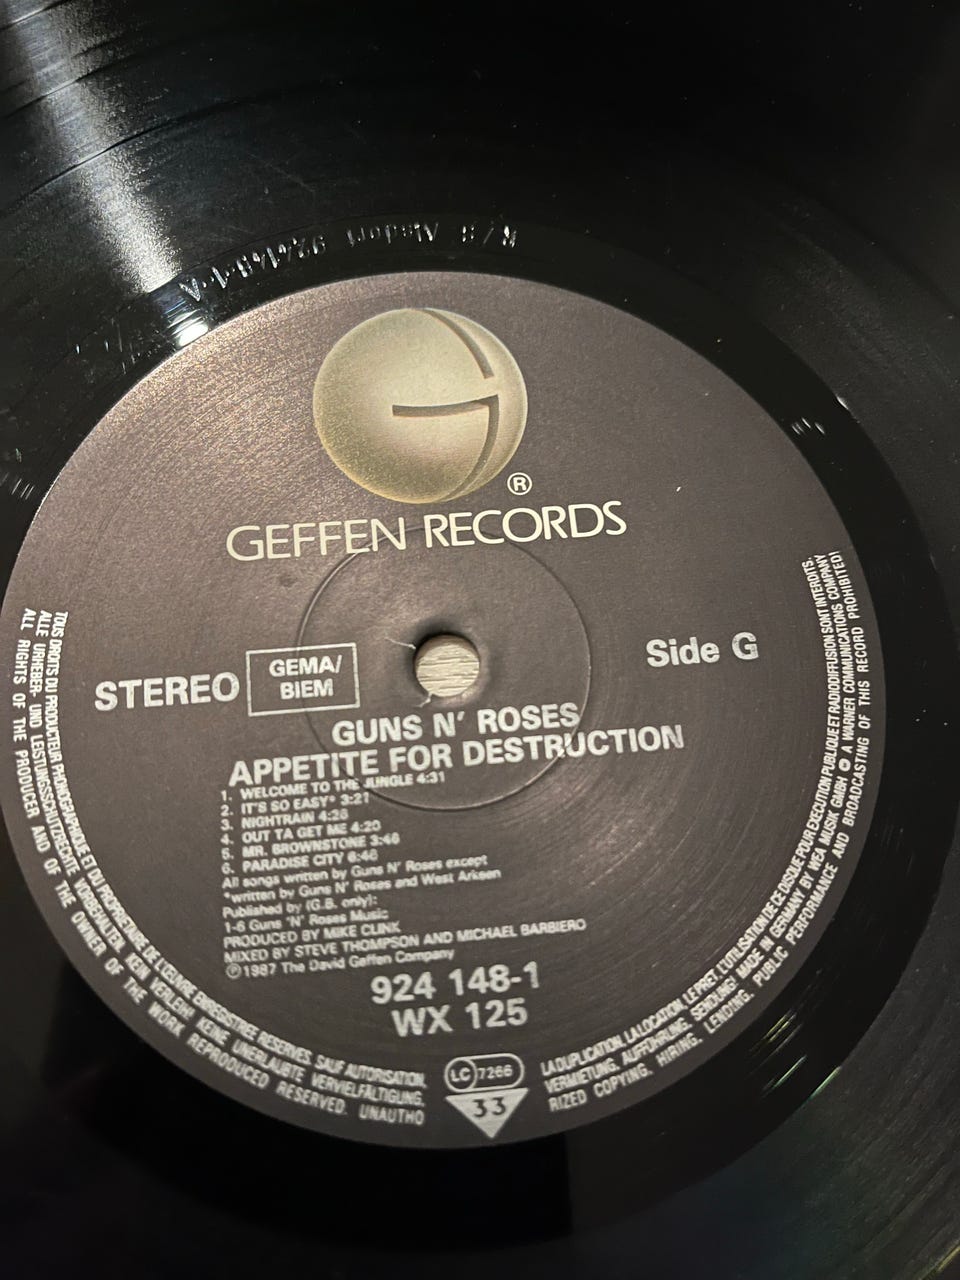 R/S Alsdorf 924148-1-A
®
GEFFEN RECORDS
STEREO
GEMA/
BIEM
Side G
GUNS N' ROSES
APPETITE FOR DESTRUCTION
1. WELCOME TO THE JUNGLE 4:31
2. IT'S SO EASY* 3:21
3. NIGHTRAIN 4:26
4. OUT TA GET ME 4:20
5. MR. BROWNSTONE 3:46
6. PARADISE CITY 6:46
All songs written by Guns N' Roses except
*written by Guns N' Roses and West Arkeen
Published by (G.B. only):
1-6 Guns 'N' Roses Music
PRODUCED BY MIKE CLINK
MIXED BY STEVE THOMPSON AND MICHAEL BARBIERO
℗1987 The David Geffen Company
924 148-1
WX 125
LC 7266
33
TOUS DROITS DU PRODUCTEUR PHONOGRAPHIQUE ET DU PROPRIETAIRE DE L'ŒUVRE ENREGISTREE RESERVES. SAUF AUTORISATION, LA DUPLICATION, LA LOCATION, LE PRET, L'UTILISATION DE CE DISQUE POUR EXECUTION PUBLIQUE ET RADIODIFFUSION SONT INTERDITS.
ALLE URHEBER- UND LEISTUNGSSCHUTZRECHTE VORBEHALTEN. KEIN VERLEIH! KEINE UNERLAUBTE VERVIELFÄLTIGUNG, VERMIETUNG, AUFFÜHRUNG, SENDUNG! MADE IN GERMANY BY WEA MUSIK GMBH A WARNER COMMUNICATIONS COMPANY
ALL RIGHTS OF THE PRODUCER AND OF THE OWNER OF THE WORK REPRODUCED RESERVED. UNAUTHORIZED COPYING, HIRING, LENDING, PUBLIC PERFORMANCE AND BROADCASTING OF THIS RECORD PROHIBITED!